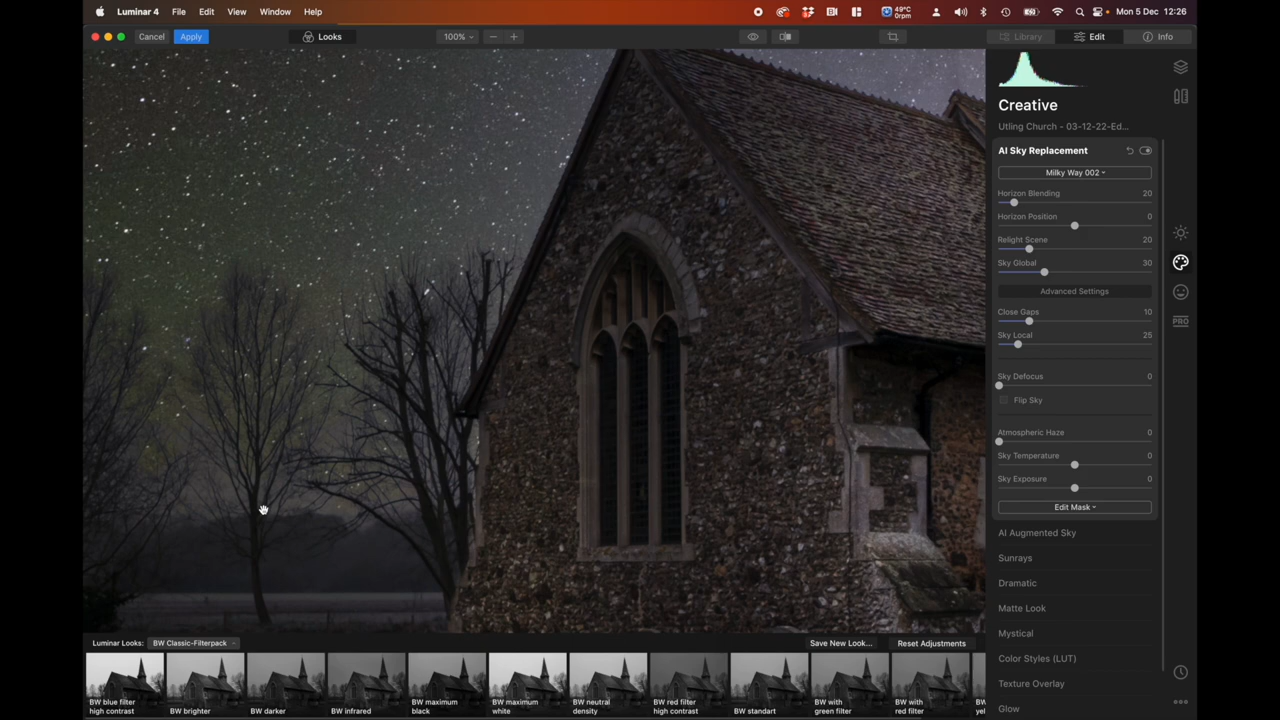 Luminar 4 File Edit View Window Help 49°C 0rpm Mon 5 Dec 12:26
Cancel Apply Looks 100% Library Edit Info
Creative
Utling Church - 03-12-22-Ed...
AI Sky Replacement
Milky Way 002
Horizon Blending 20
Horizon Position 0
Relight Scene 20
Sky Global 30
Advanced Settings
Close Gaps 10
Sky Local 25
Sky Defocus 0
Flip Sky
Atmospheric Haze 0
Sky Temperature 0
Sky Exposure 0
Edit Mask
PRO
AI Augmented Sky
Sunrays
Dramatic
Matte Look
Mystical
Color Styles (LUT)
Texture Overlay
Glow
Luminar Looks: BW Classic-Filterpack Save New Look... Reset Adjustments
BW blue filter high contrast
BW brighter
BW darker
BW infrared
BW maximum black
BW maximum white
BW neutral density
BW red filter high contrast
BW standart
BW with green filter
BW with red filter